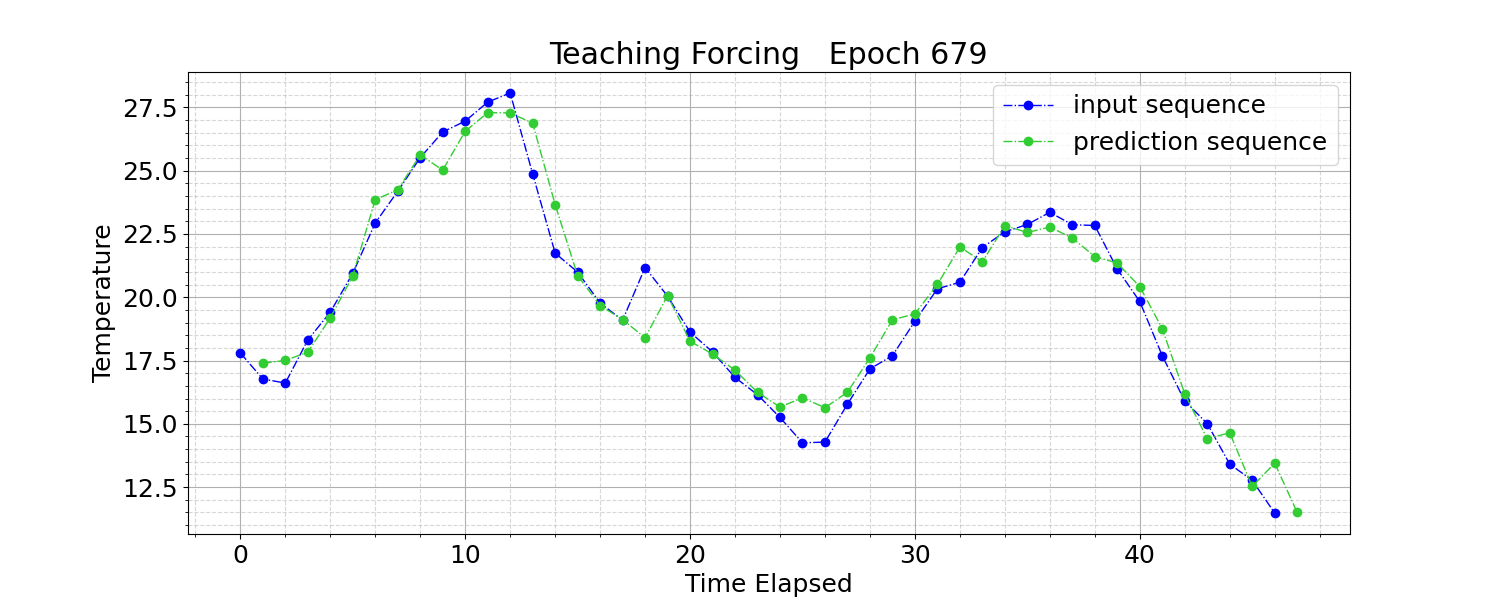 Teaching Forcing   Epoch 679
input sequence
prediction sequence
Temperature
27.5
25.0
22.5
20.0
17.5
15.0
12.5
0 10 20 30 40
Time Elapsed